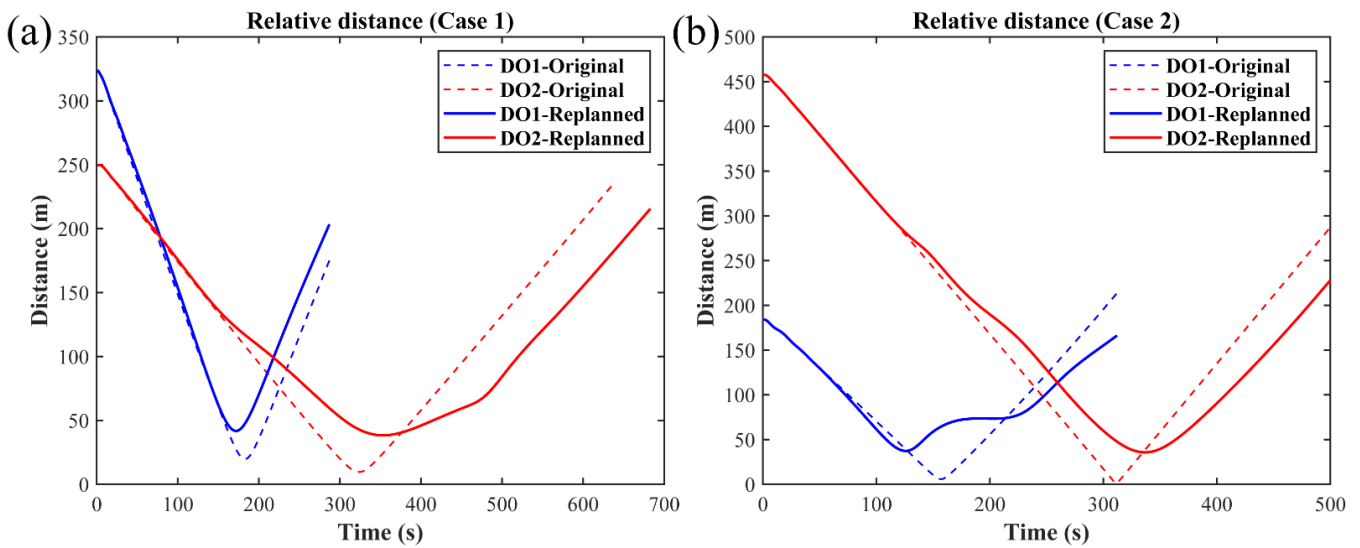 (a)
Relative distance (Case 1)
350
300
250
200
150
100
50
0
Distance (m)
DO1-Original
DO2-Original
DO1-Replanned
DO2-Replanned
0 100 200 300 400 500 600 700
Time (s)
(b)
Relative distance (Case 2)
500
450
400
350
300
250
200
150
100
50
0
Distance (m)
DO1-Original
DO2-Original
DO1-Replanned
DO2-Replanned
0 100 200 300 400 500
Time (s)